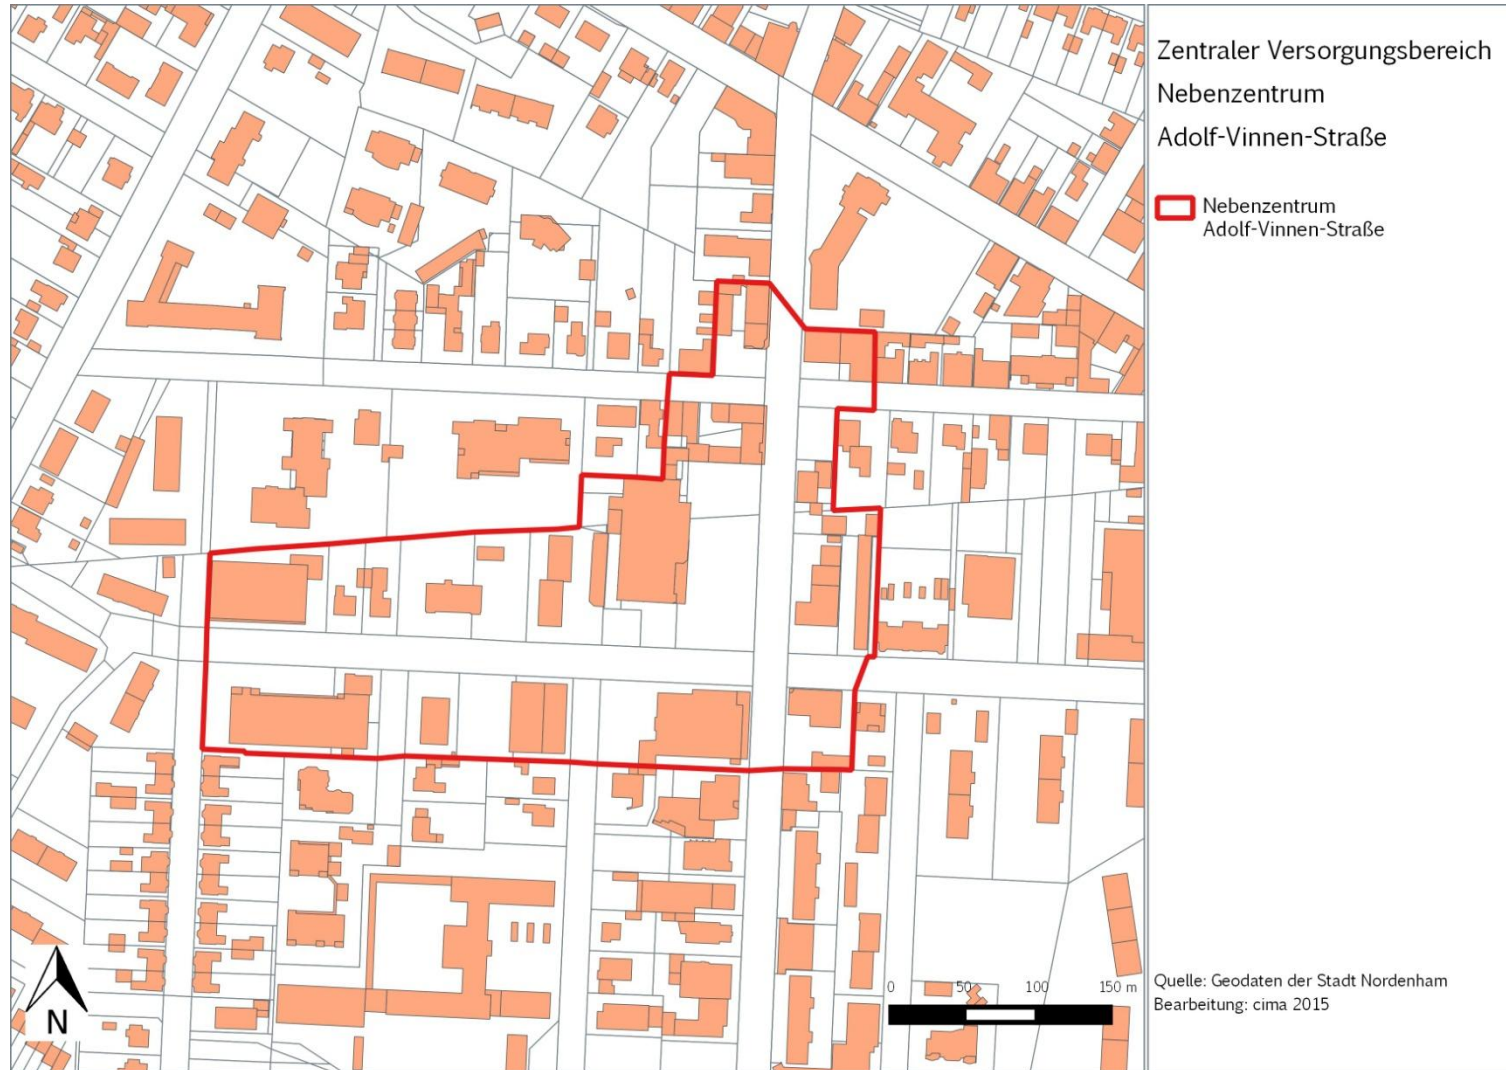 Zentraler Versorgungsbereich
Nebenzentrum
Adolf-Vinnen-Straße
Nebenzentrum
Adolf-Vinnen-Straße
0 50 100 150 m
N
Quelle: Geodaten der Stadt Nordenham
Bearbeitung: cima 2015